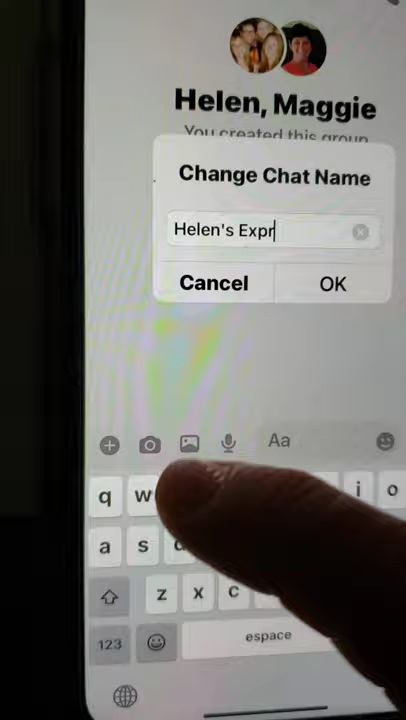 Helen, Maggie
You created this group
Change Chat Name
Helen's Expr
Cancel OK
Aa
q w i o
a s
z x c
123 espace